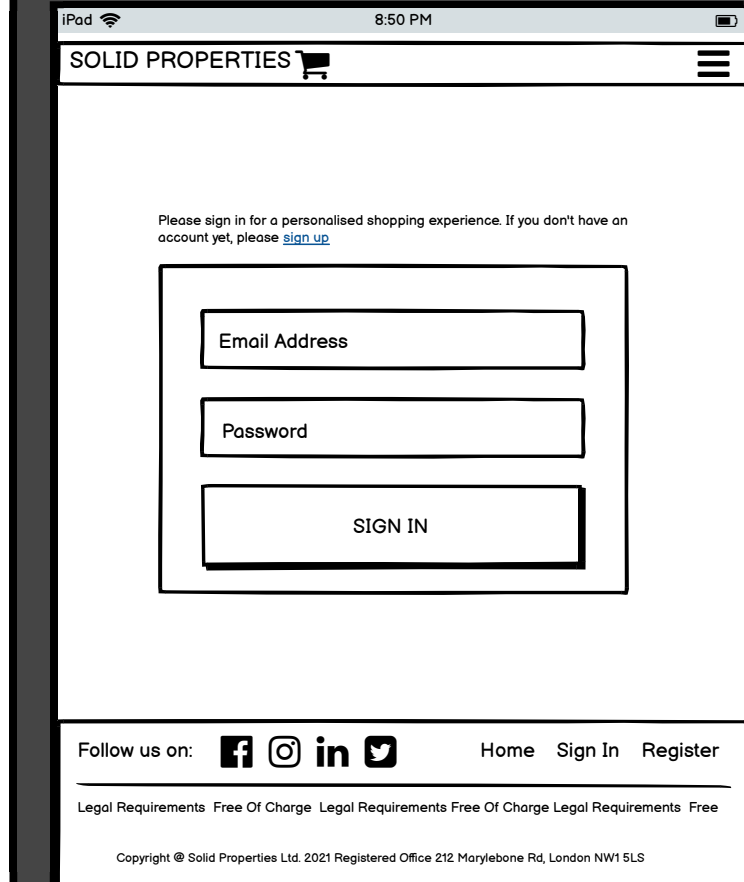 iPad 8:50 PM
SOLID PROPERTIES
Please sign in for a personalised shopping experience. If you don't have an
account yet, please sign up
Email Address
Password
SIGN IN
Follow us on: in Home Sign In Register
Legal Requirements Free Of Charge Legal Requirements Free Of Charge Legal Requirements Free
Copyright @ Solid Properties Ltd. 2021 Registered Office 212 Marylebone Rd, London NW1 5LS